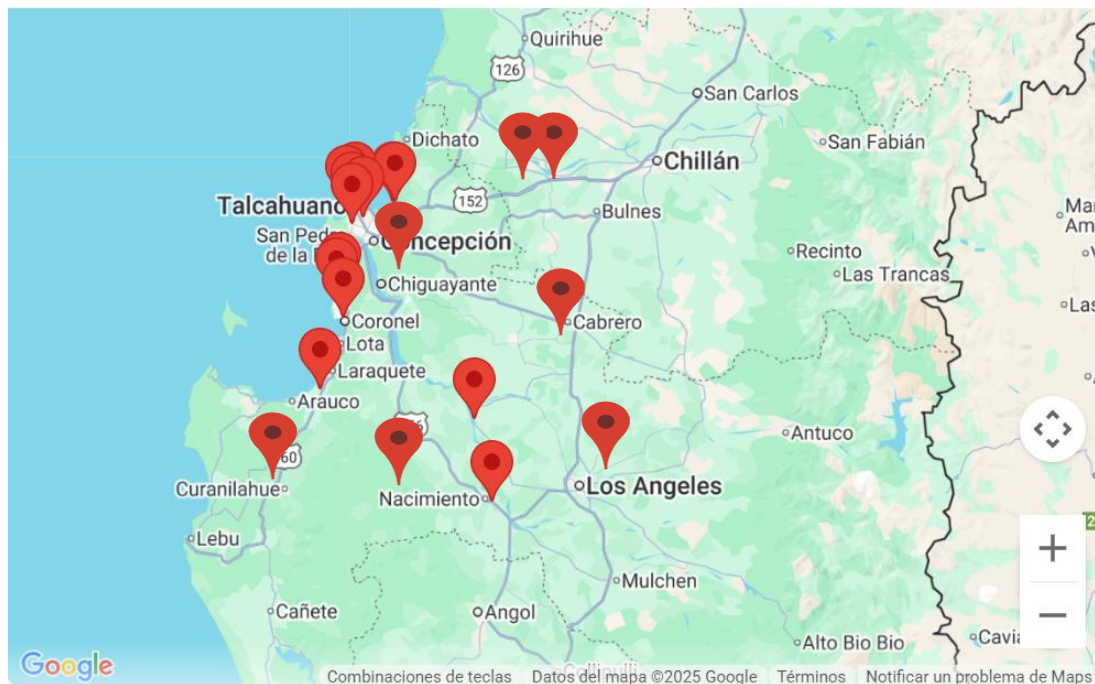 Quirihue
126
San Carlos
Dichato
San Fabián
Chillán
152
Talcahuano
Bulnes
San Pedro
de la
Concepción
Recinto
Las Trancas
Chiguayante
Coronel
Cabrero
Lota
Laraquete
Arauco
Antuco
60
Curanilahue
Nacimiento
Los Angeles
Lebu
Mulchen
Cañete
Angol
Alto Bio Bio
+
−
Google
Combinaciones de teclas
Datos del mapa ©2025 Google
Términos
Notificar un problema de Maps